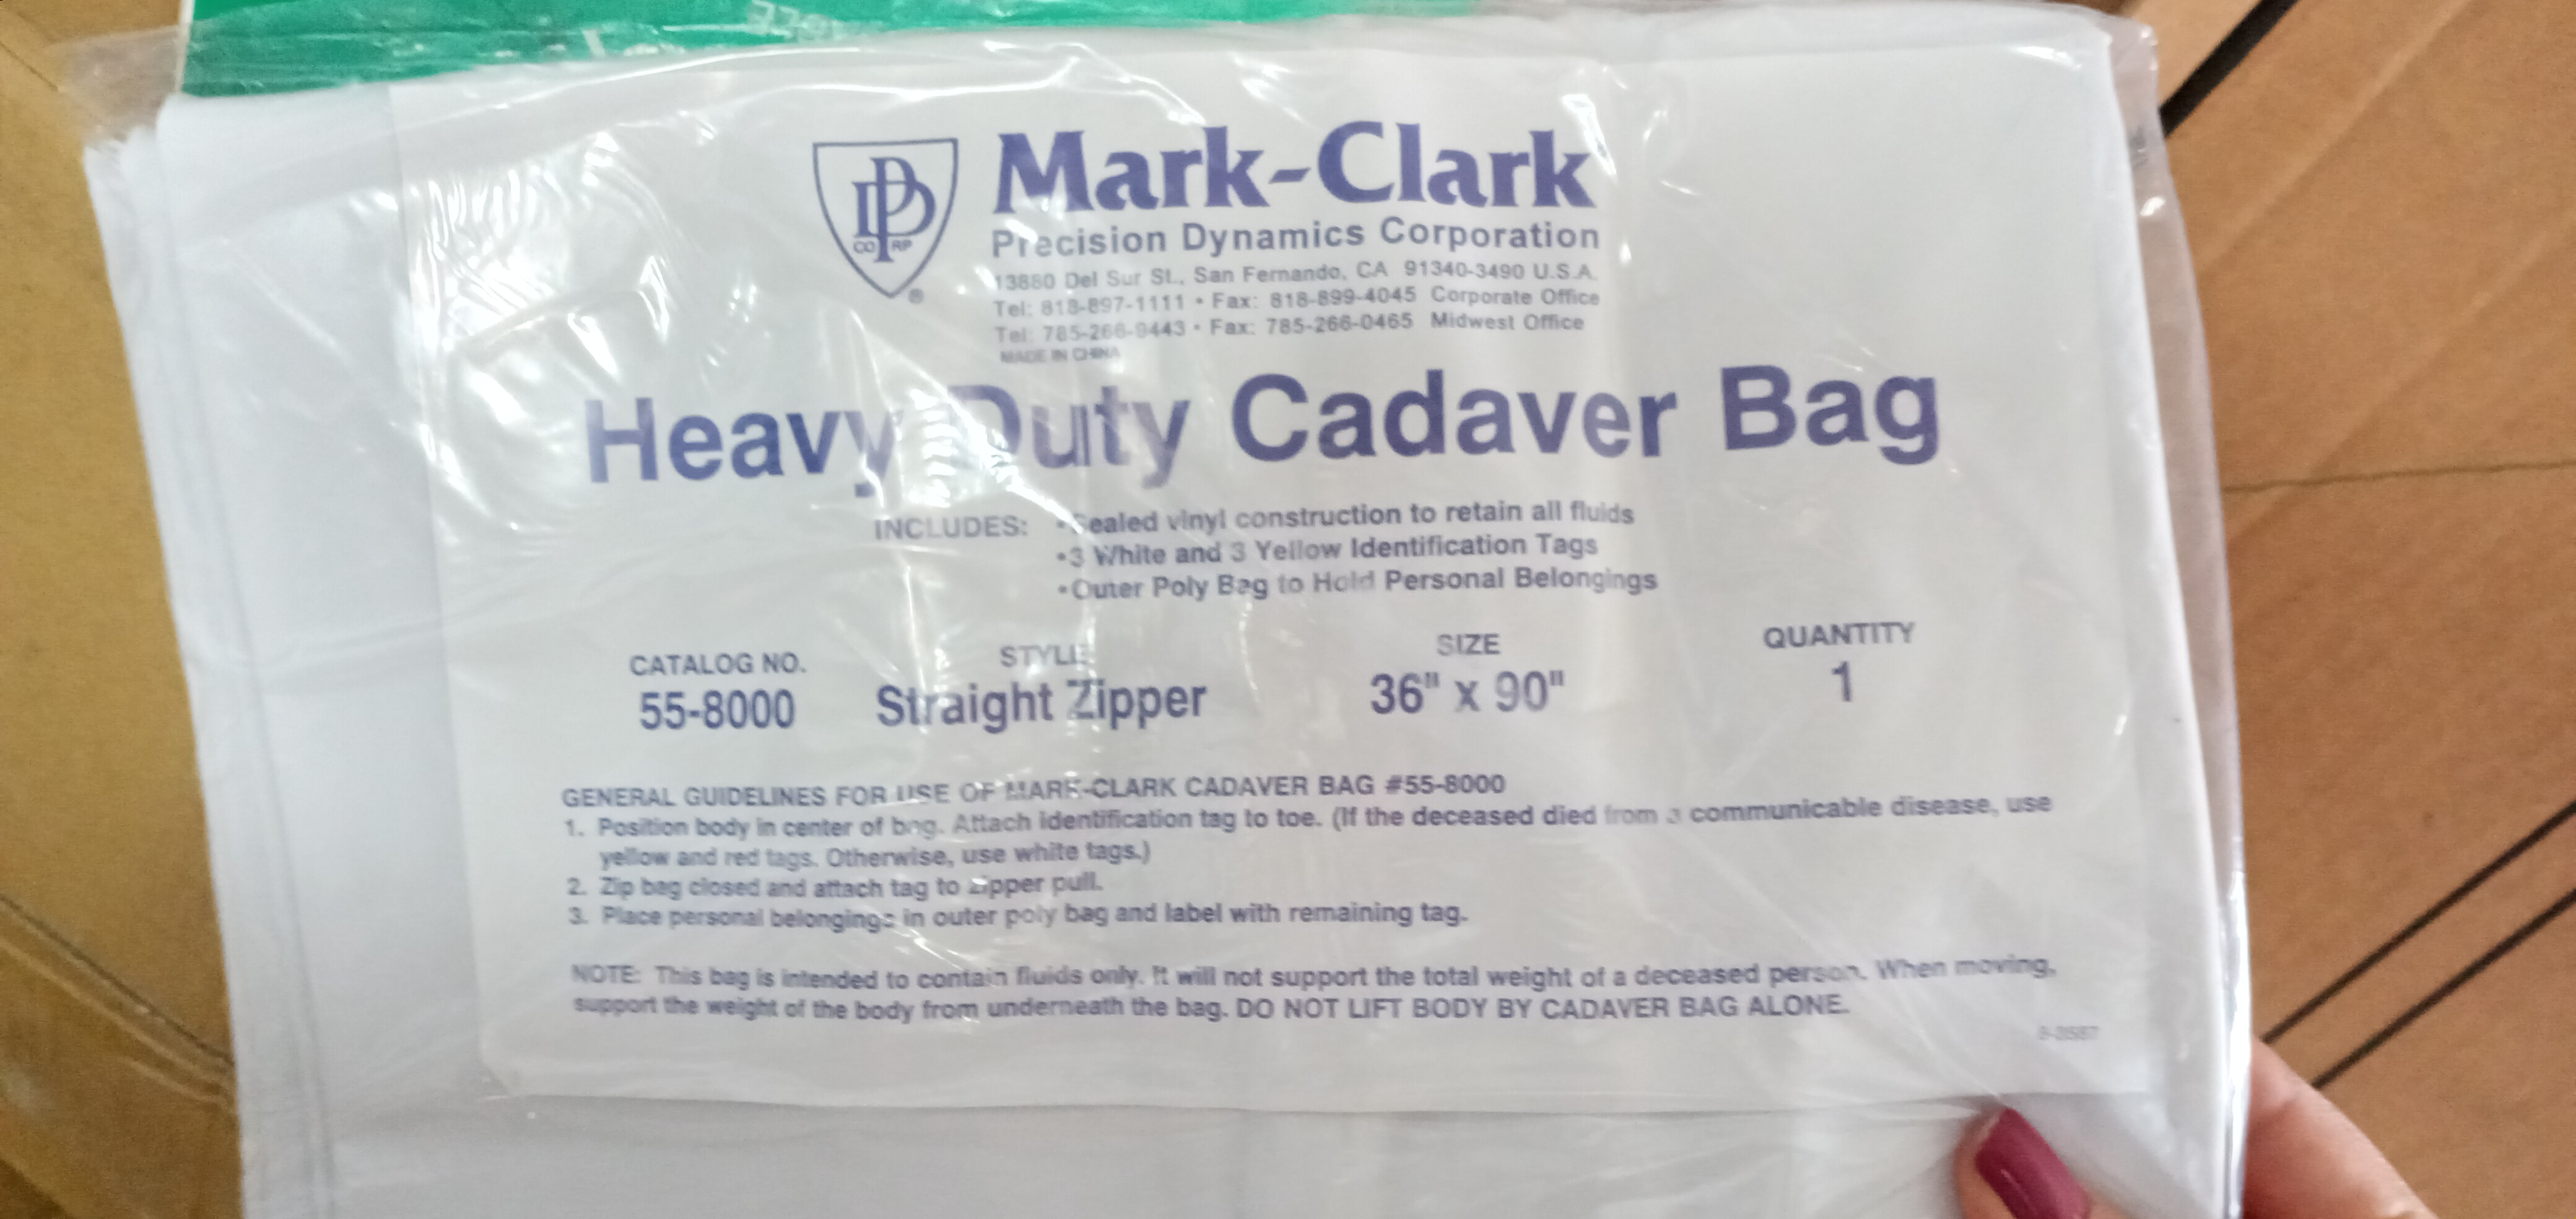 PD
CO RP
®
Mark-Clark
Precision Dynamics Corporation
13880 Del Sur St., San Fernando, CA 91340-3490 U.S.A.
Tel: 818-897-1111 • Fax: 818-899-4045 Corporate Office
Tel: 785-266-9443 • Fax: 785-266-0465 Midwest Office
MADE IN CHINA
Heavy Duty Cadaver Bag
INCLUDES: •Sealed vinyl construction to retain all fluids
•3 White and 3 Yellow Identification Tags
•Outer Poly Bag to Hold Personal Belongings
CATALOG NO. STYLE SIZE QUANTITY
55-8000 Straight Zipper 36" x 90" 1
GENERAL GUIDELINES FOR USE OF MARK-CLARK CADAVER BAG #55-8000
1. Position body in center of bag. Attach identification tag to toe. (If the deceased died from a communicable disease, use
yellow and red tags. Otherwise, use white tags.)
2. Zip bag closed and attach tag to zipper pull.
3. Place personal belongings in outer poly bag and label with remaining tag.
NOTE: This bag is intended to contain fluids only. It will not support the total weight of a deceased person. When moving,
support the weight of the body from underneath the bag. DO NOT LIFT BODY BY CADAVER BAG ALONE.